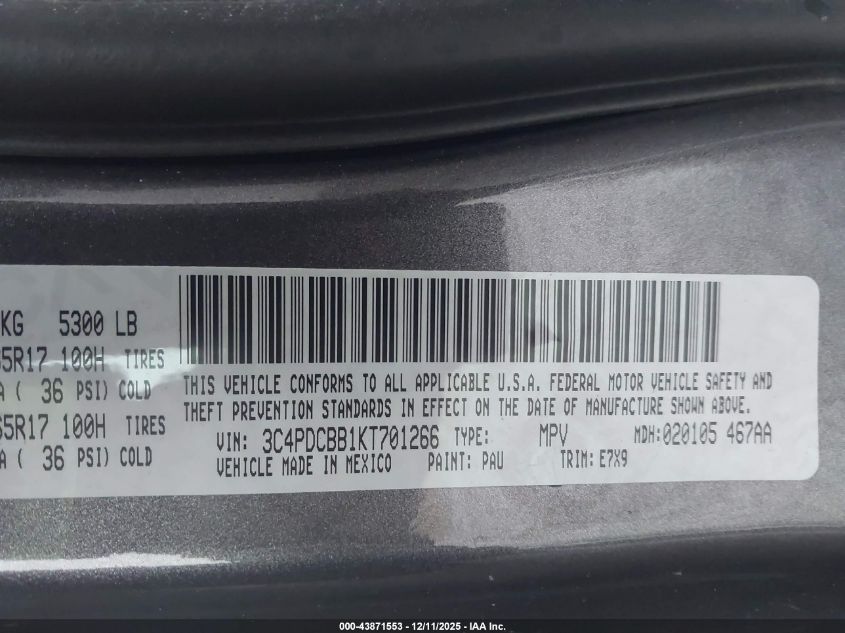 KG 5300 LB
5R17 100H TIRES
A ( 36 PSI) COLD
5R17 100H TIRES
A ( 36 PSI) COLD
THIS VEHICLE CONFORMS TO ALL APPLICABLE U.S.A. FEDERAL MOTOR VEHICLE SAFETY AND
THEFT PREVENTION STANDARDS IN EFFECT ON THE DATE OF MANUFACTURE SHOWN ABOVE.
VIN: 3C4PDCBB1KT701266 TYPE: MPV MDH:020105 467AA
VEHICLE MADE IN MEXICO PAINT: PAU TRIM: E7X9
000-43871553 - 12/11/2025 - IAA Inc.